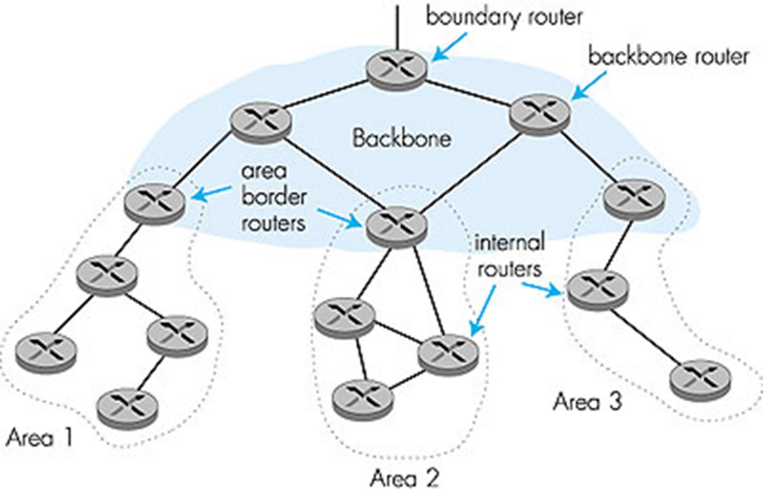 boundary router
backbone router
Backbone
area
border
routers
internal
routers
Area 1
Area 2
Area 3